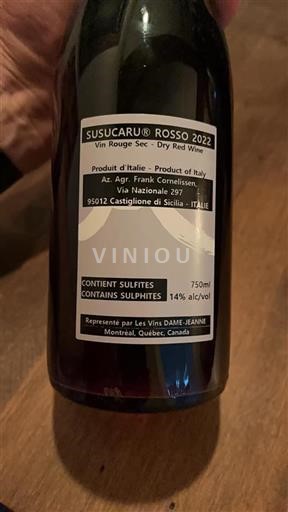 SUSUCARU® ROSSO 2022
Vin Rouge Sec - Dry Red Wine
Produit d'Italie - Product of Italy
Az. Agr. Frank Cornelissen,
Via Nazionale 297
95012 Castiglione di Sicilia - ITALIE
VINIOU
CONTIENT SULFITES 750ml
CONTAINS SULPHITES 14% alc/vol
Representé par Les Vins DAME-JEANNE
Montréal, Québec, Canada